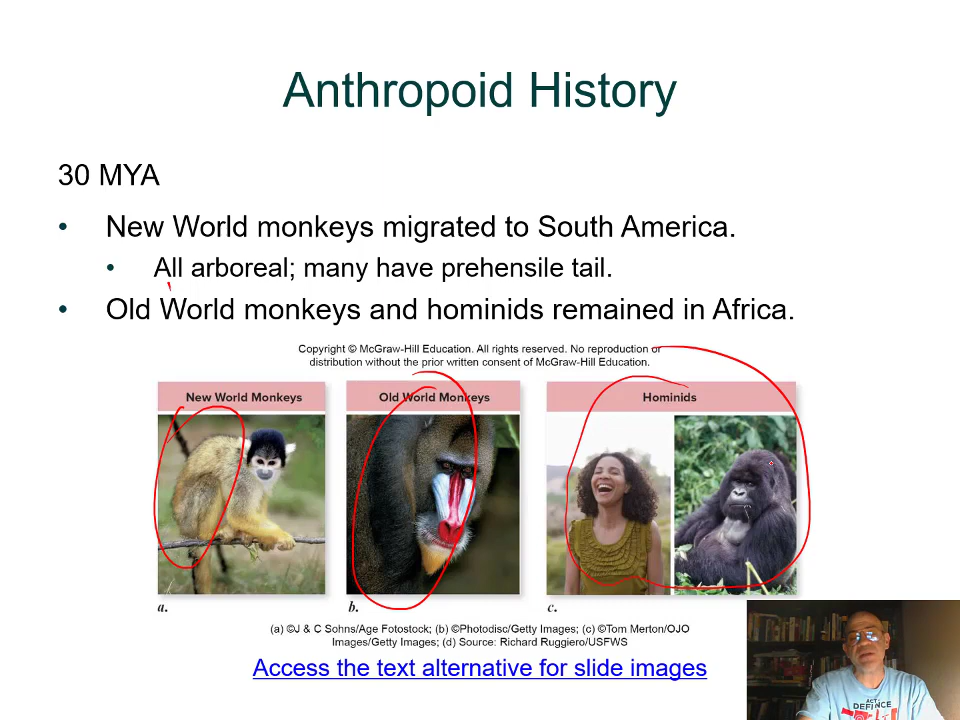 Anthropoid History
30 MYA
• New World monkeys migrated to South America.
• All arboreal; many have prehensile tail.
• Old World monkeys and hominids remained in Africa.
Copyright © McGraw-Hill Education. All rights reserved. No reproduction or
distribution without the prior written consent of McGraw-Hill Education.
New World Monkeys
Old World Monkeys
Hominids
a.
b.
c.
(a) ©J & C Sohns/Age Fotostock; (b) ©Photodisc/Getty Images; (c) ©Tom Merton/OJO
Images/Getty Images; (d) Source: Richard Ruggiero/USFWS
Access the text alternative for slide images
DEFIANCE